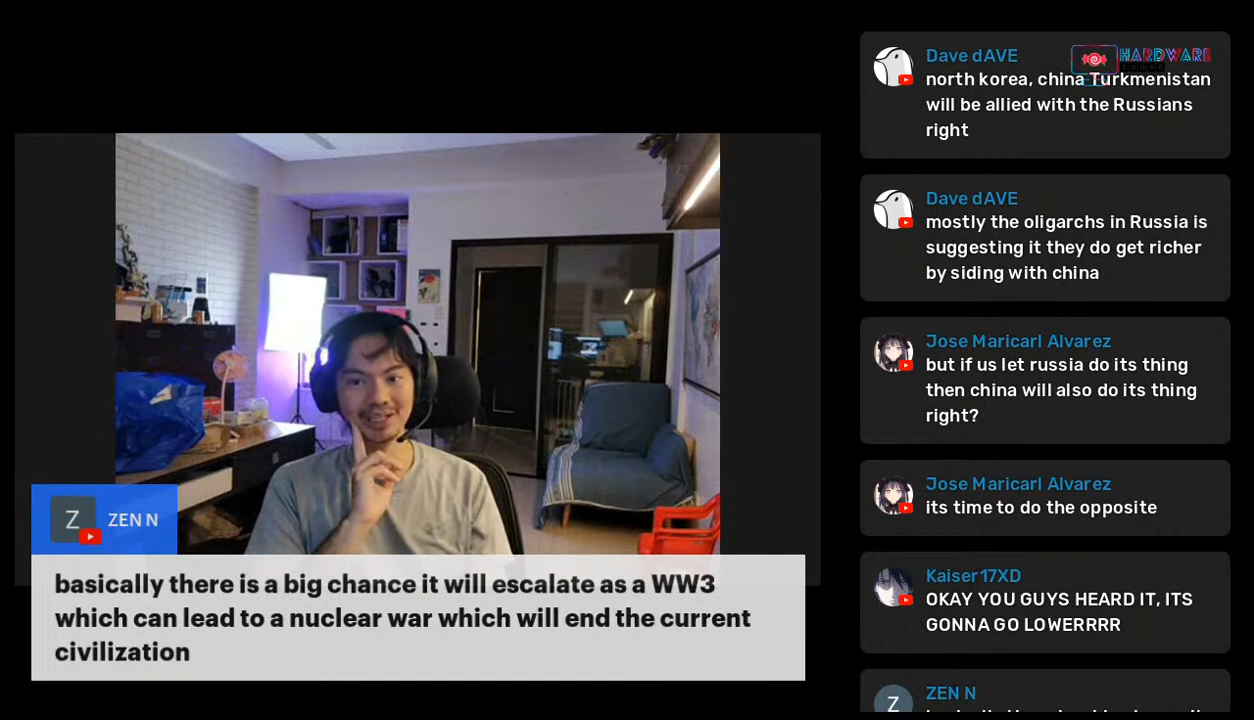 Dave dAVE
HARDWARE
north korea, china Turkmenistan
will be allied with the Russians
right
Dave dAVE
mostly the oligarchs in Russia is
suggesting it they do get richer
by siding with china
Jose Maricarl Alvarez
but if us let russia do its thing
then china will also do its thing
right?
Jose Maricarl Alvarez
its time to do the opposite
Kaiser17XD
OKAY YOU GUYS HEARD IT, ITS
GONNA GO LOWERRRR
Z
ZEN N
Z
ZEN N
basically there is a big chance it will escalate as a WW3
which can lead to a nuclear war which will end the current
civilization